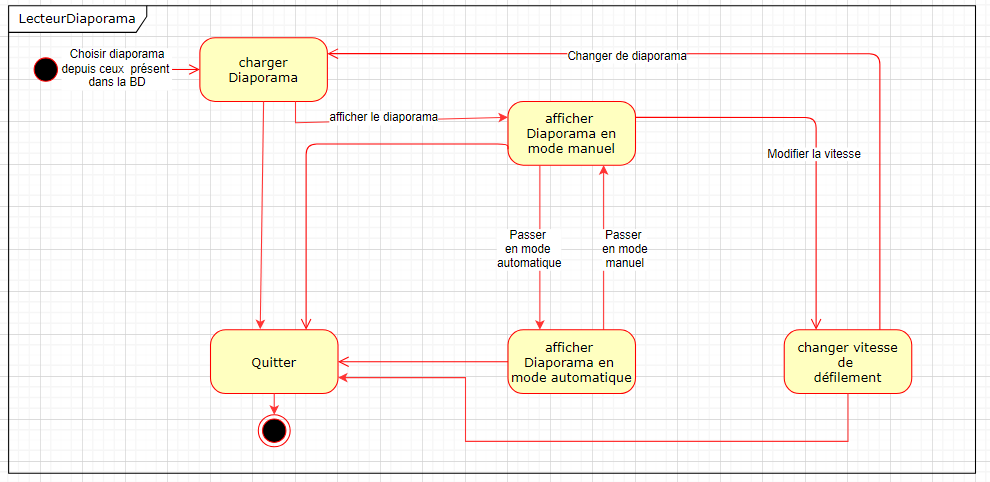 LecteurDiaporama
Choisir diaporama
depuis ceux présent
dans la BD
charger
Diaporama
Changer de diaporama
afficher le diaporama
afficher
Diaporama en
mode manuel
Modifier la vitesse
Passer
en mode
automatique
Passer
en mode
manuel
Quitter
afficher
Diaporama en
mode automatique
changer vitesse
de
défilement